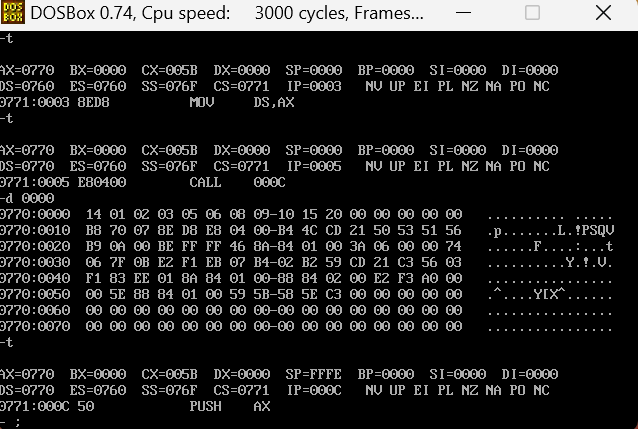 DOSBox 0.74, Cpu speed:    3000 cycles, Frames...
-t
AX=0770  BX=0000  CX=005B  DX=0000  SP=0000  BP=0000  SI=0000  DI=0000
DS=0760  ES=0760  SS=076F  CS=0771  IP=0003   NV UP EI PL NZ NA PO NC
0771:0003 8ED8          MOV     DS,AX
-t
AX=0770  BX=0000  CX=005B  DX=0000  SP=0000  BP=0000  SI=0000  DI=0000
DS=0770  ES=0760  SS=076F  CS=0771  IP=0005   NV UP EI PL NZ NA PO NC
0771:0005 E80400        CALL    000C
-d 0000
0770:0000  14 01 02 03 05 06 08 09-10 15 20 00 00 00 00 00   .......... .....
0770:0010  B8 70 07 8E D8 E8 04 00-B4 4C CD 21 50 53 51 56   .p.......L.!PSQV
0770:0020  B9 0A 00 BE FF FF 46 8A-84 01 00 3A 06 00 00 74   ......F....:...t
0770:0030  06 7F 0B E2 F1 EB 07 B4-02 B2 59 CD 21 C3 56 03   ..........Y.!.V.
0770:0040  F1 83 EE 01 8A 84 01 00-88 84 02 00 E2 F3 A0 00   ................
0770:0050  00 5E 88 84 01 00 59 5B-58 5E C3 00 00 00 00 00   .^....Y[X^......
0770:0060  00 00 00 00 00 00 00 00-00 00 00 00 00 00 00 00   ................
0770:0070  00 00 00 00 00 00 00 00-00 00 00 00 00 00 00 00   ................
-t
AX=0770  BX=0000  CX=005B  DX=0000  SP=FFFE  BP=0000  SI=0000  DI=0000
DS=0770  ES=0760  SS=076F  CS=0771  IP=000C   NV UP EI PL NZ NA PO NC
0771:000C 50            PUSH    AX
- ;